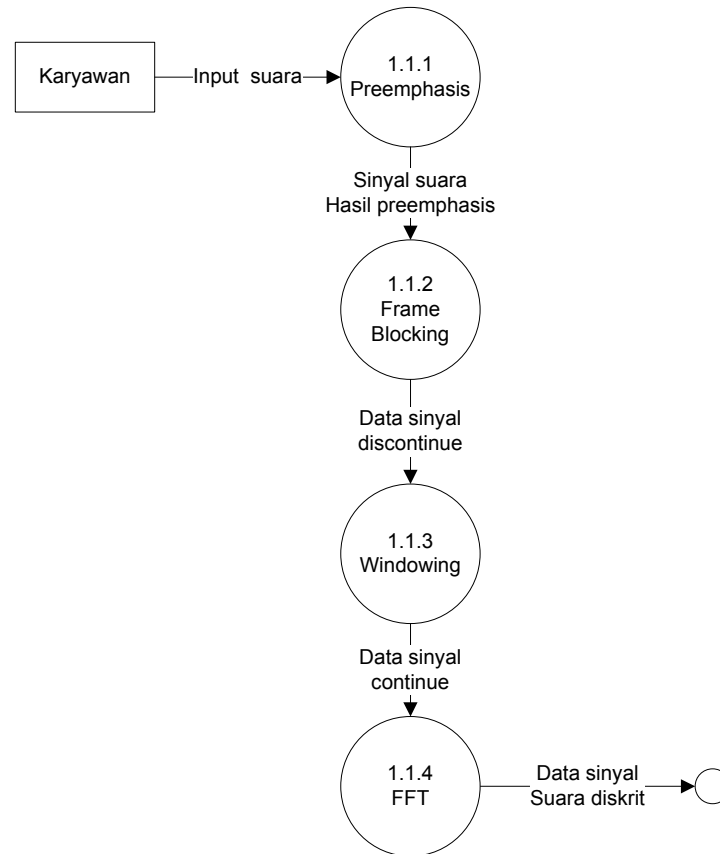 Karyawan
Input suara
1.1.1
Preemphasis
Sinyal suara
Hasil preemphasis
1.1.2
Frame
Blocking
Data sinyal
discontinue
1.1.3
Windowing
Data sinyal
continue
1.1.4
FFT
Data sinyal
Suara diskrit